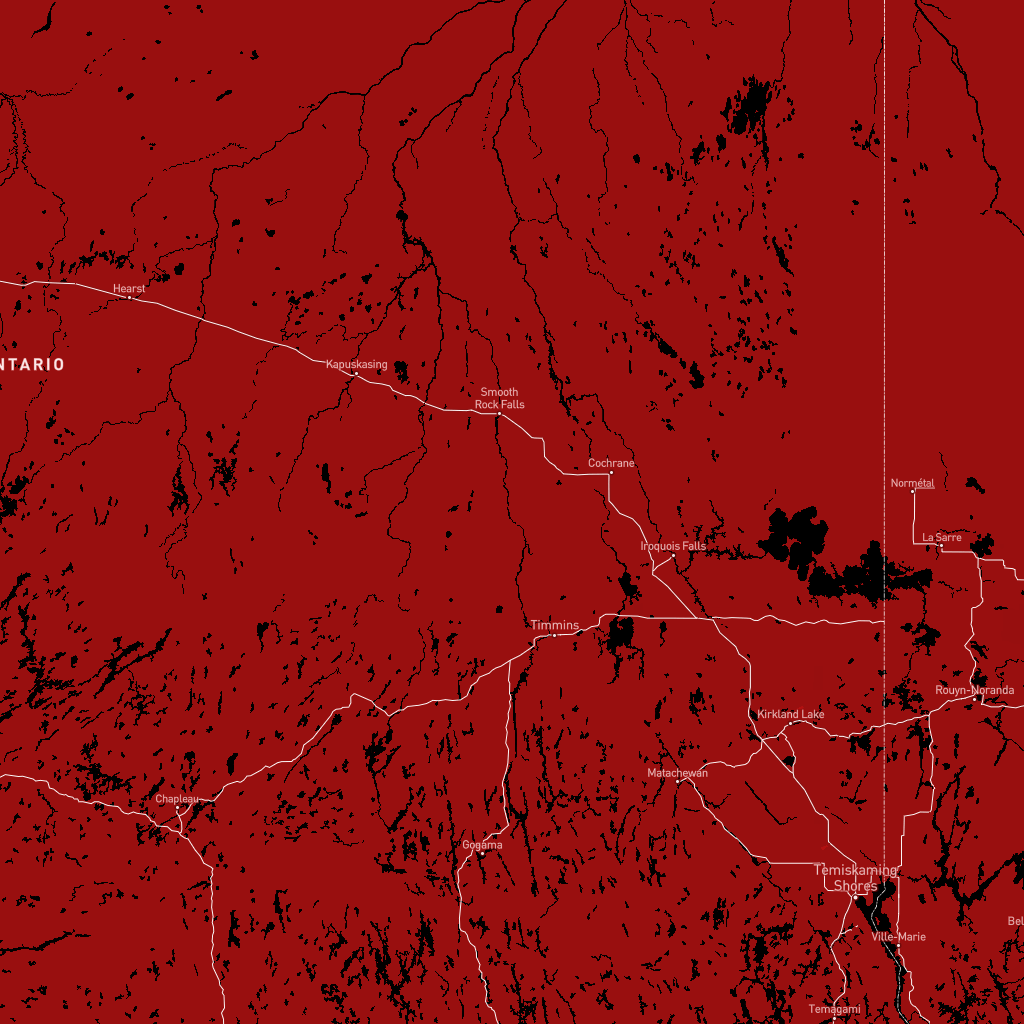 Hearst
NTARIO
Kapuskasing
Smooth
Rock Falls
Cochrane
Normétal
La Sarre
Iroquois Falls
Timmins
Rouyn-Noranda
Kirkland Lake
Matachewan
Chapleau
Gogama
Temiskaming
Shores
Bel
Ville-Marie
Temagami